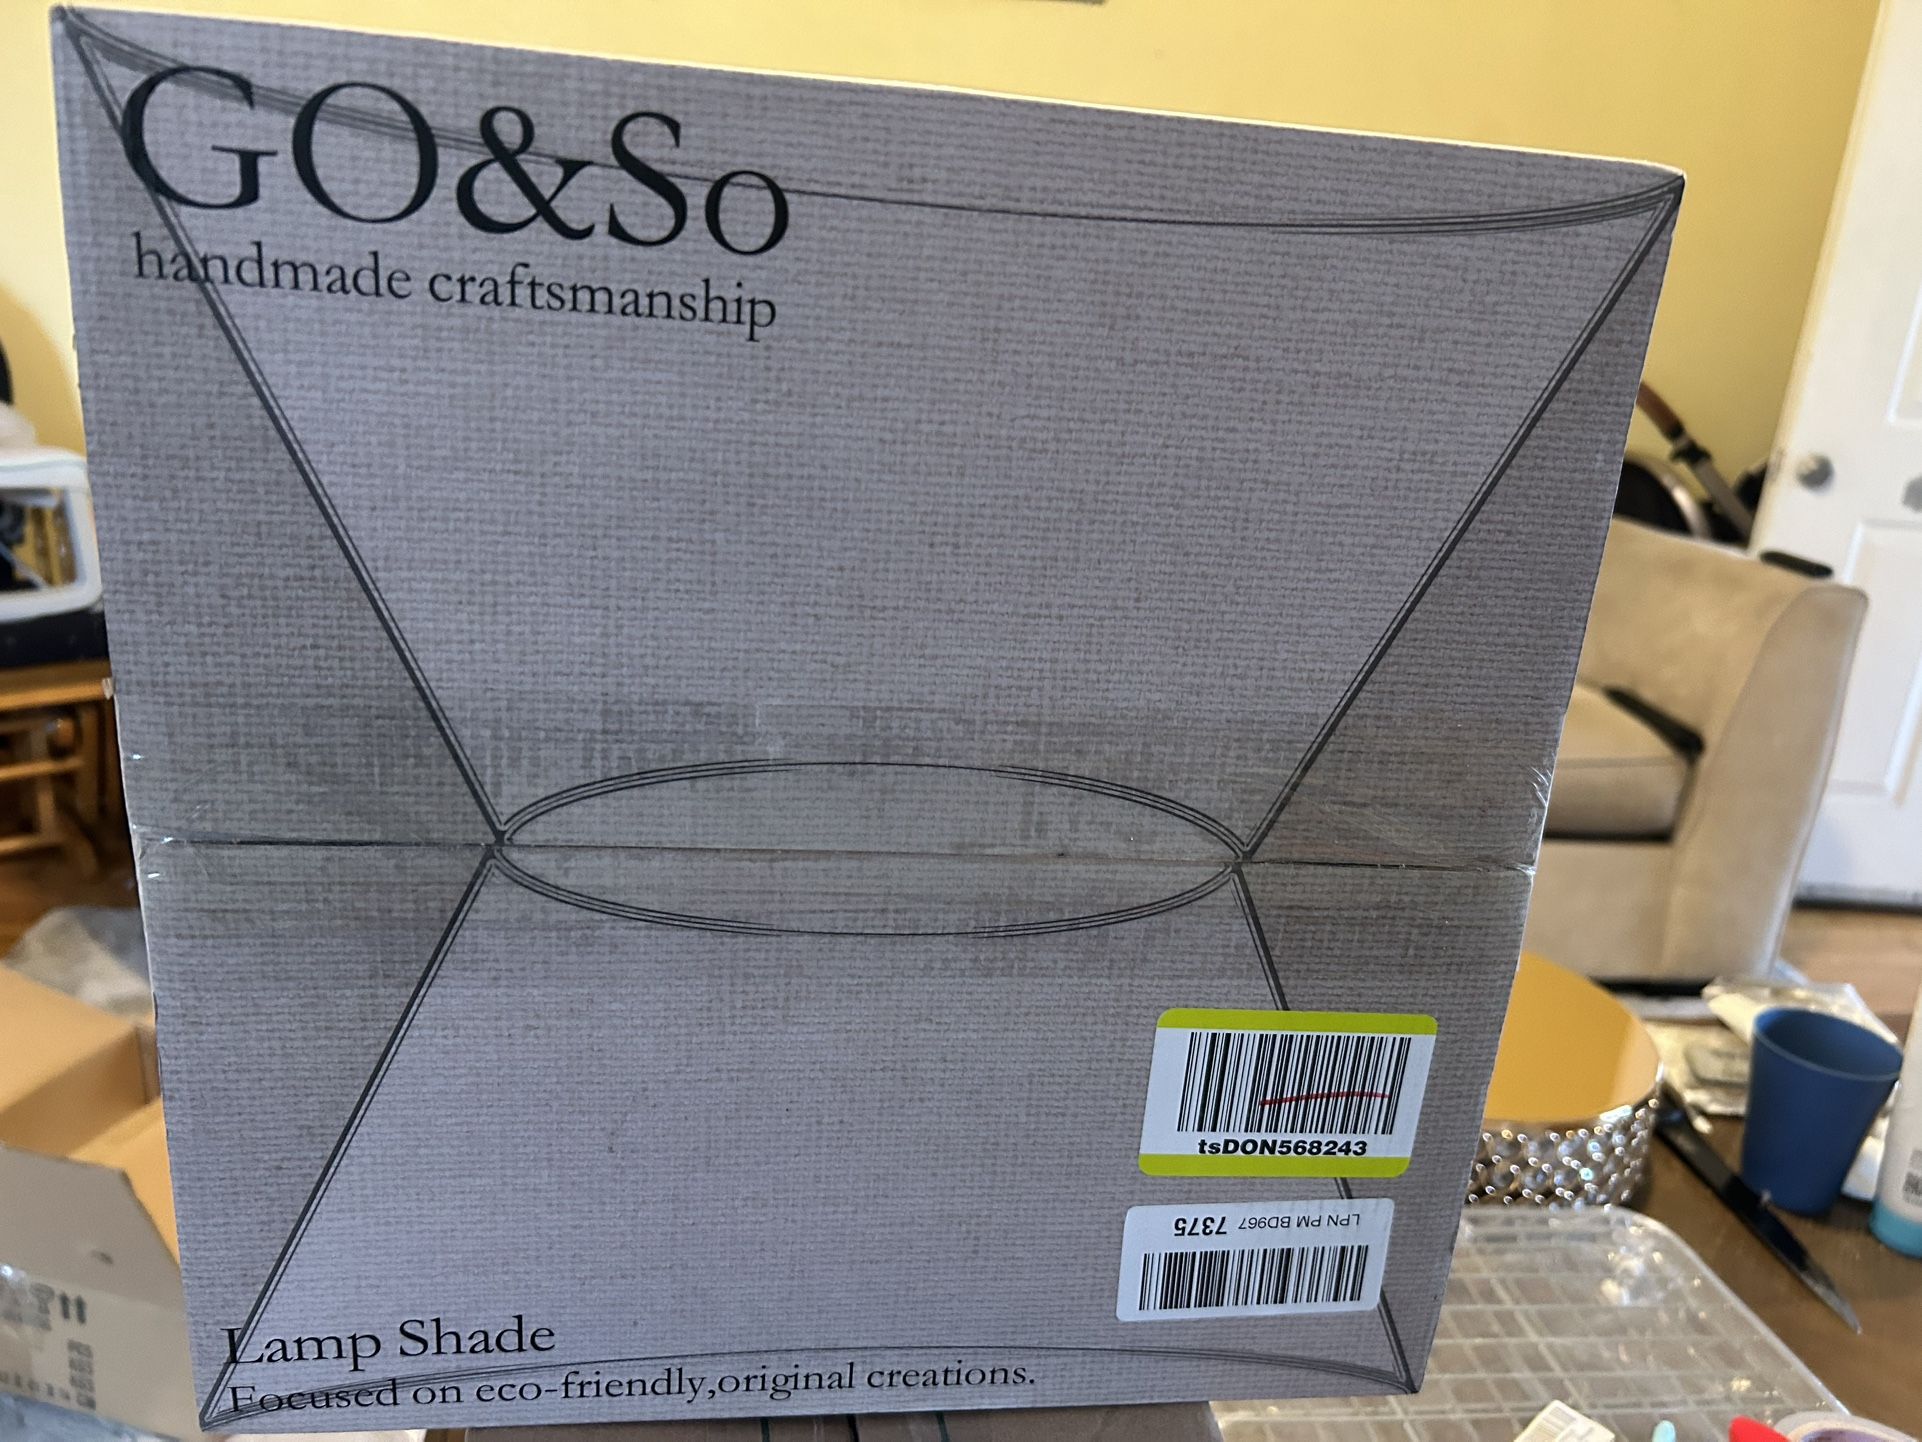 GO&So
handmade craftsmanship
tsDON568243
LPN PM BD967 7375
Lamp Shade
Focused on eco-friendly,original creations.